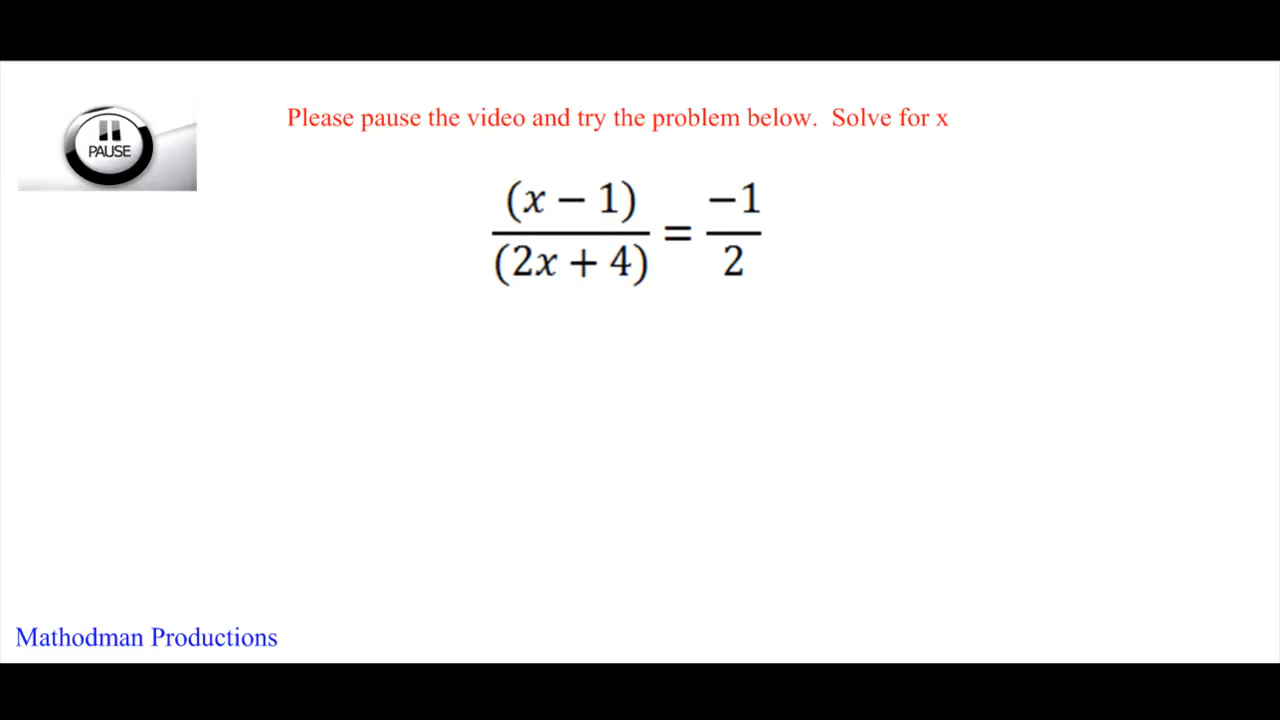 Please pause the video and try the problem below. Solve for x
PAUSE
(x − 1)
(2x + 4)
=
−1
2
Mathodman Productions